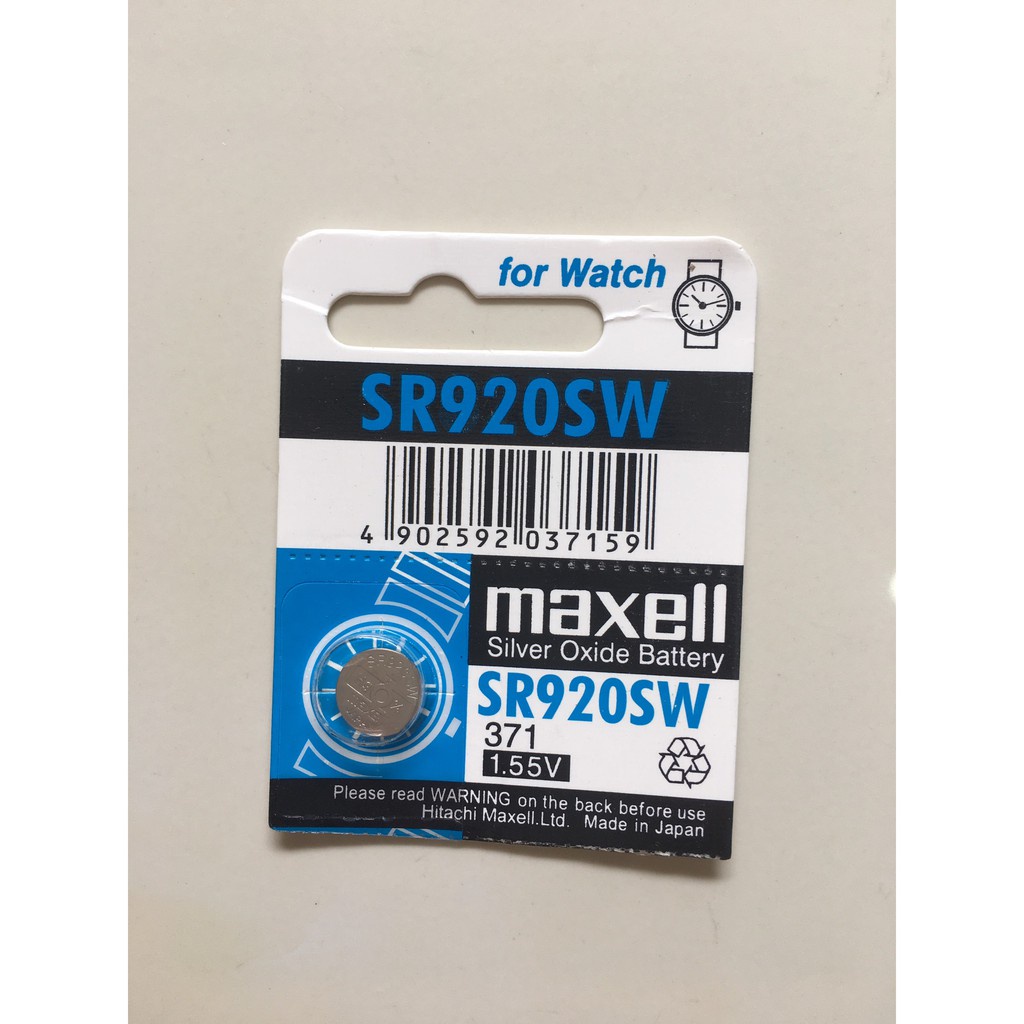 for Watch
SR920SW
4 902592 037159
maxell
Silver Oxide Battery
SR920SW
371
1.55V
Please read WARNING on the back before use
Hitachi Maxell.Ltd. Made in Japan
SR920SW